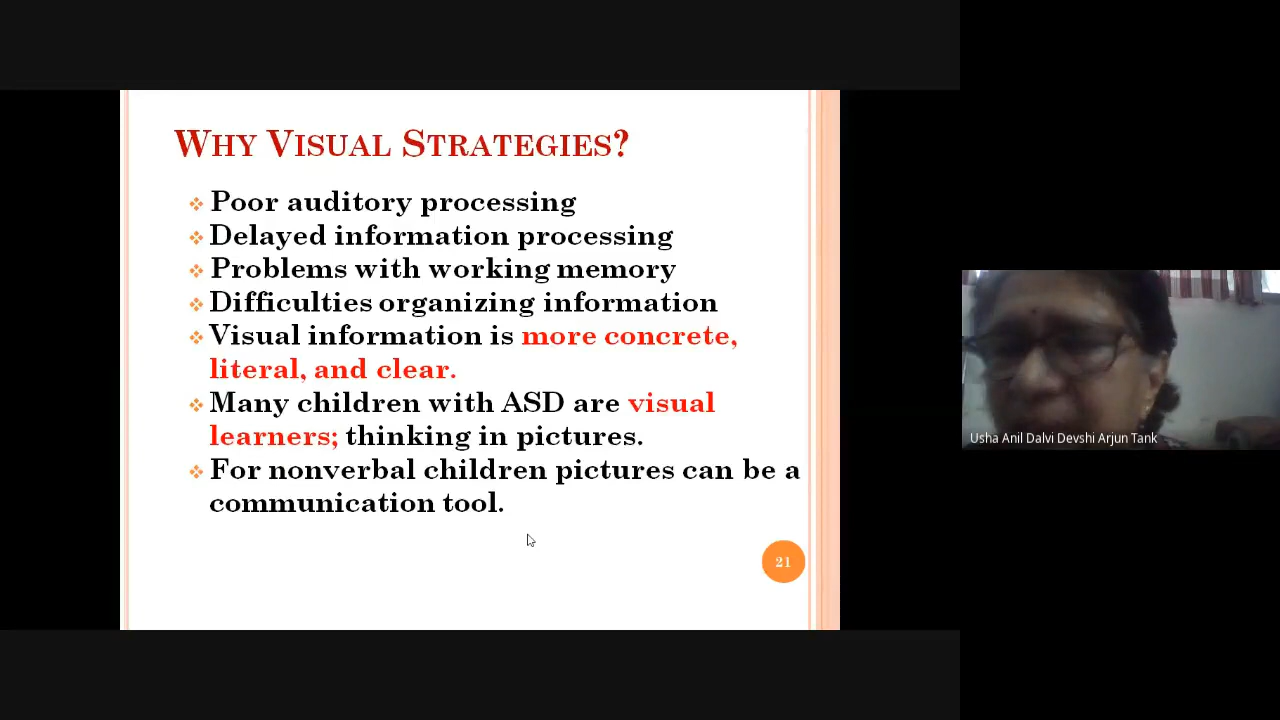 WHY VISUAL STRATEGIES?
Poor auditory processing
Delayed information processing
Problems with working memory
Difficulties organizing information
Visual information is more concrete,
literal, and clear.
Many children with ASD are visual
learners; thinking in pictures.
For nonverbal children pictures can be a
communication tool.
21
Usha Anil Dalvi Devshi Arjun Tank